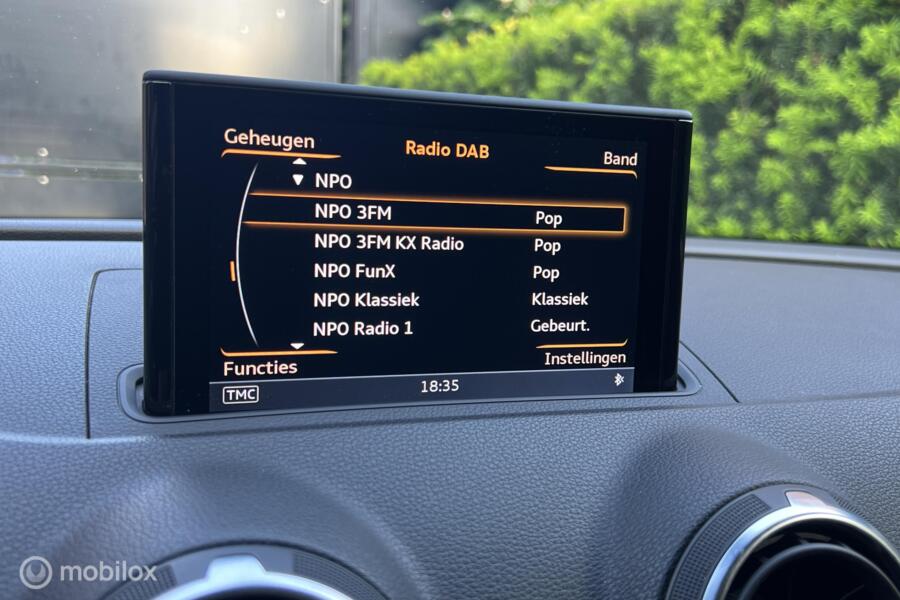 Geheugen
Radio DAB
Band
NPO
NPO 3FM Pop
NPO 3FM KX Radio Pop
NPO FunX Pop
NPO Klassiek Klassiek
NPO Radio 1 Gebeurt.
Functies
Instellingen
TMC
18:35
mobilox